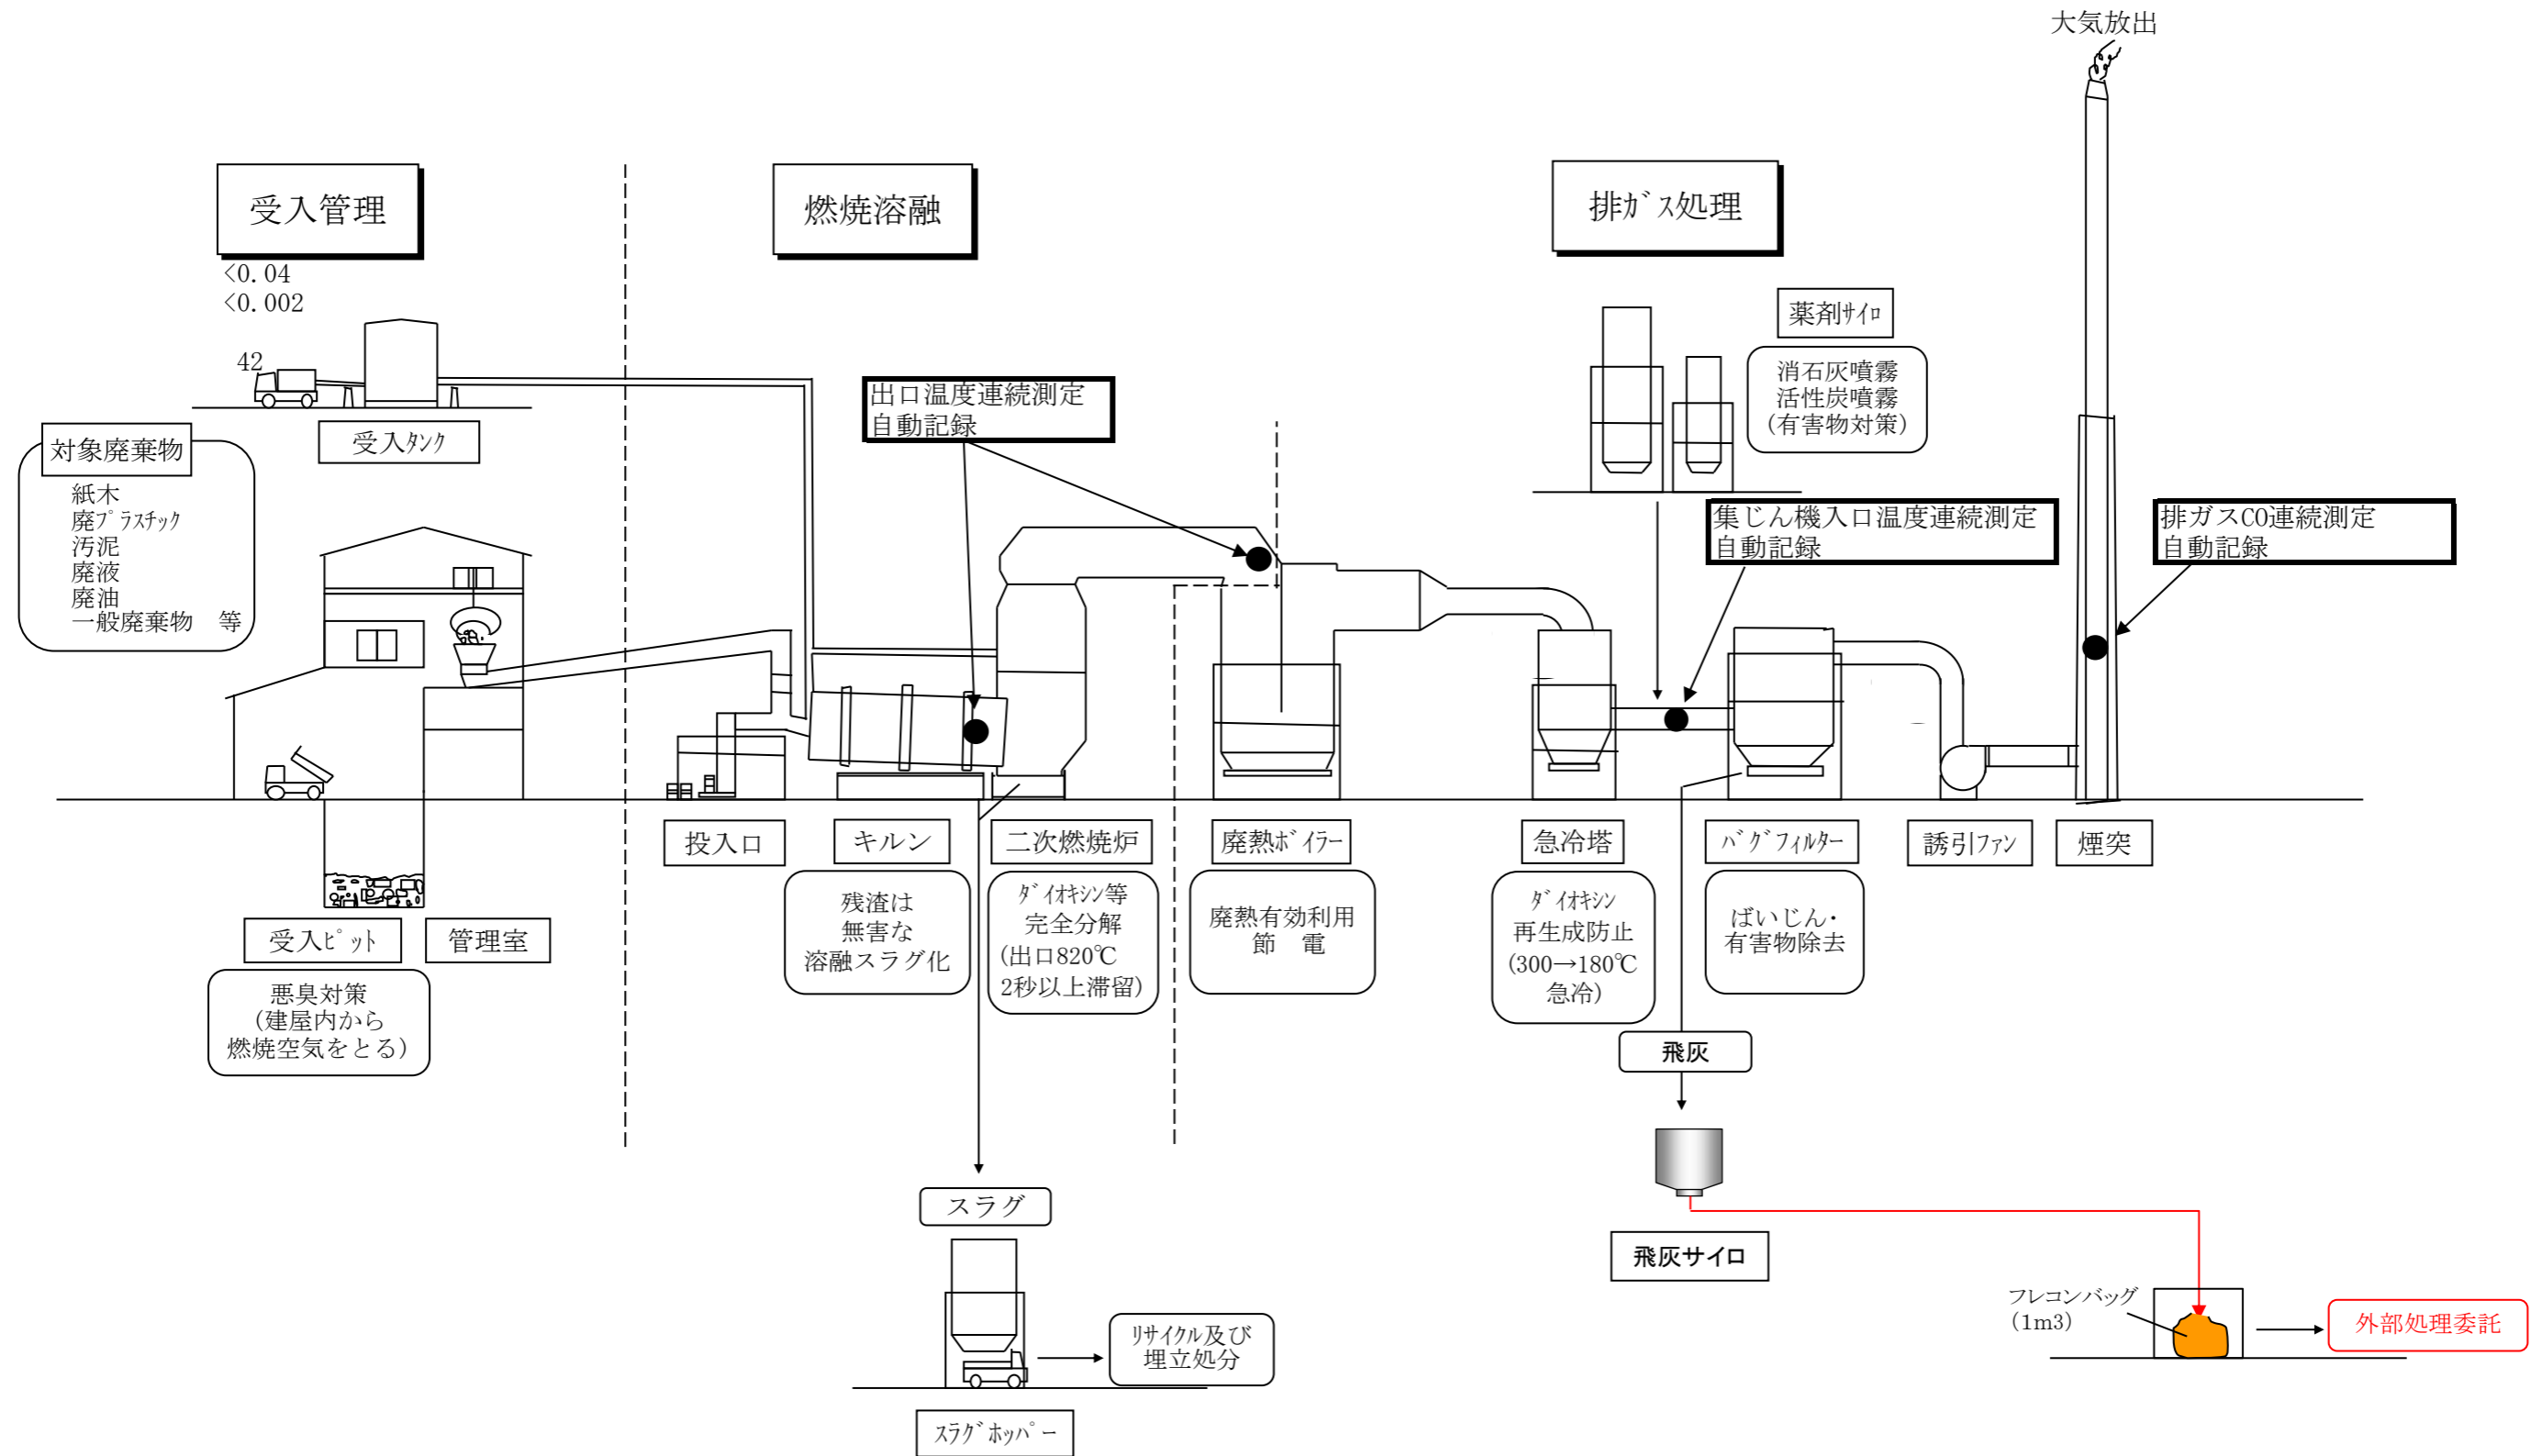 大気放出
受入管理
燃焼溶融
排ｶﾞｽ処理
<0.04
<0.002
42
受入ﾀﾝｸ
対象廃棄物
紙木
廃ﾌﾟﾗｽﾁｯｸ
汚泥
廃液
廃油
一般廃棄物　等
出口温度連続測定
自動記録
薬剤ｻｲﾛ
消石灰噴霧
活性炭噴霧
(有害物対策)
集じん機入口温度連続測定
自動記録
排ガスCO連続測定
自動記録
投入口
キルン
二次燃焼炉
廃熱ﾎﾞｲﾗｰ
急冷塔
ﾊﾞｸﾞﾌｨﾙﾀｰ
誘引ﾌｧﾝ
煙突
受入ﾋﾟｯﾄ
管理室
悪臭対策
(建屋内から
燃焼空気をとる)
残渣は
無害な
溶融スラグ化
ﾀﾞｲｵｷｼﾝ等
完全分解
(出口820℃
2秒以上滞留)
廃熱有効利用
節　電
ﾀﾞｲｵｷｼﾝ
再生成防止
(300→180℃
急冷)
ばいじん・
有害物除去
飛灰
飛灰サイロ
スラグ
ﾘｻｲｸﾙ及び
埋立処分
ｽﾗｸﾞﾎｯﾊﾟｰ
フレコンバッグ
(1m3)
外部処理委託